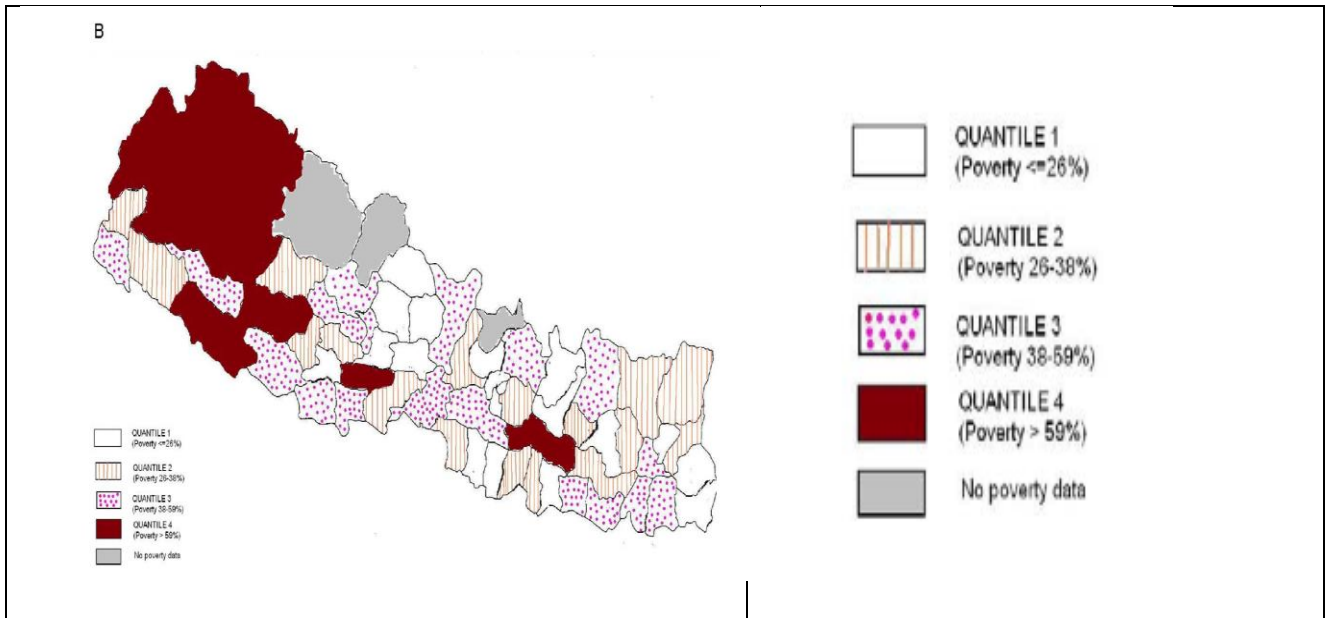 B
QUANTILE 1
(Poverty <=26%)
QUANTILE 2
(Poverty 26-38%)
QUANTILE 3
(Poverty 38-59%)
QUANTILE 4
(Poverty > 59%)
No poverty data
QUANTILE 1
(Poverty <=26%)
QUANTILE 2
(Poverty 26-38%)
QUANTILE 3
(Poverty 38-59%)
QUANTILE 4
(Poverty > 59%)
No poverty data